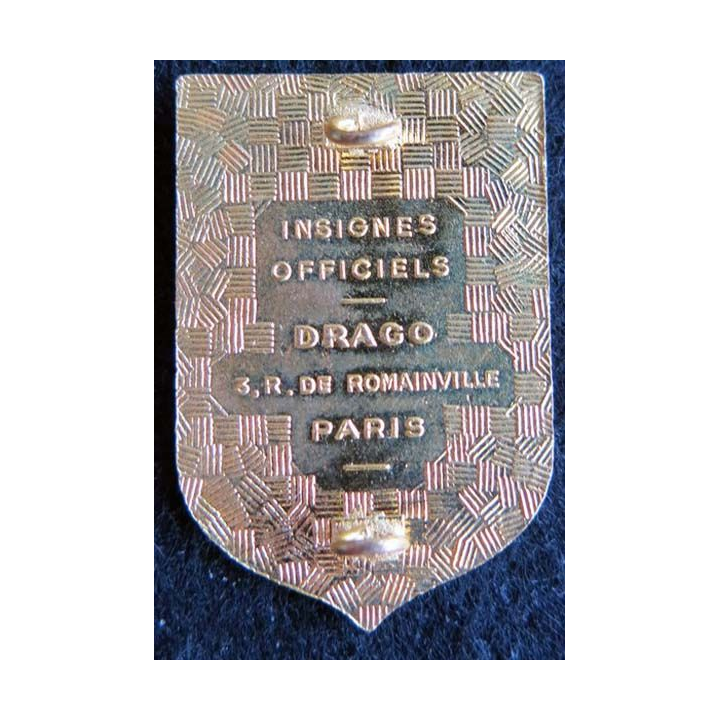 INSIGNES
OFFICIELS
DRAGO
3, R. DE ROMAINVILLE
PARIS